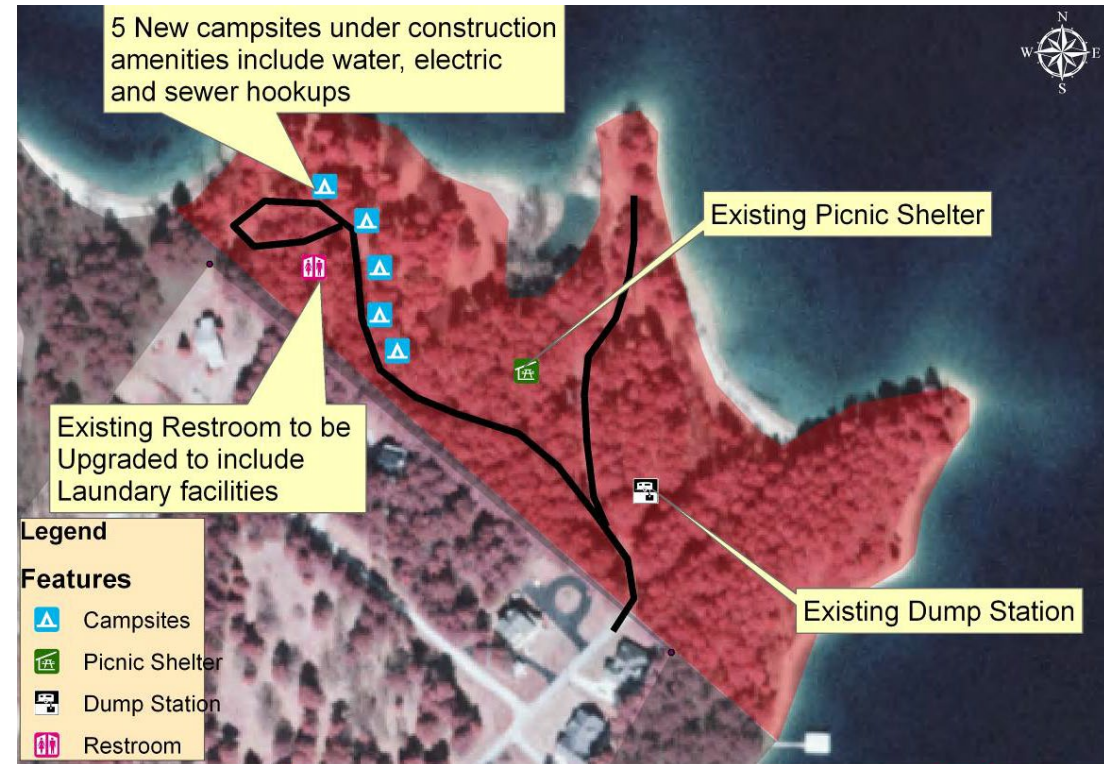 5 New campsites under construction
amenities include water, electric
and sewer hookups
N
W
E
S
Existing Picnic Shelter
Existing Restroom to be
Upgraded to include
Laundary facilities
Existing Dump Station
Legend
Features
Campsites
Picnic Shelter
Dump Station
Restroom